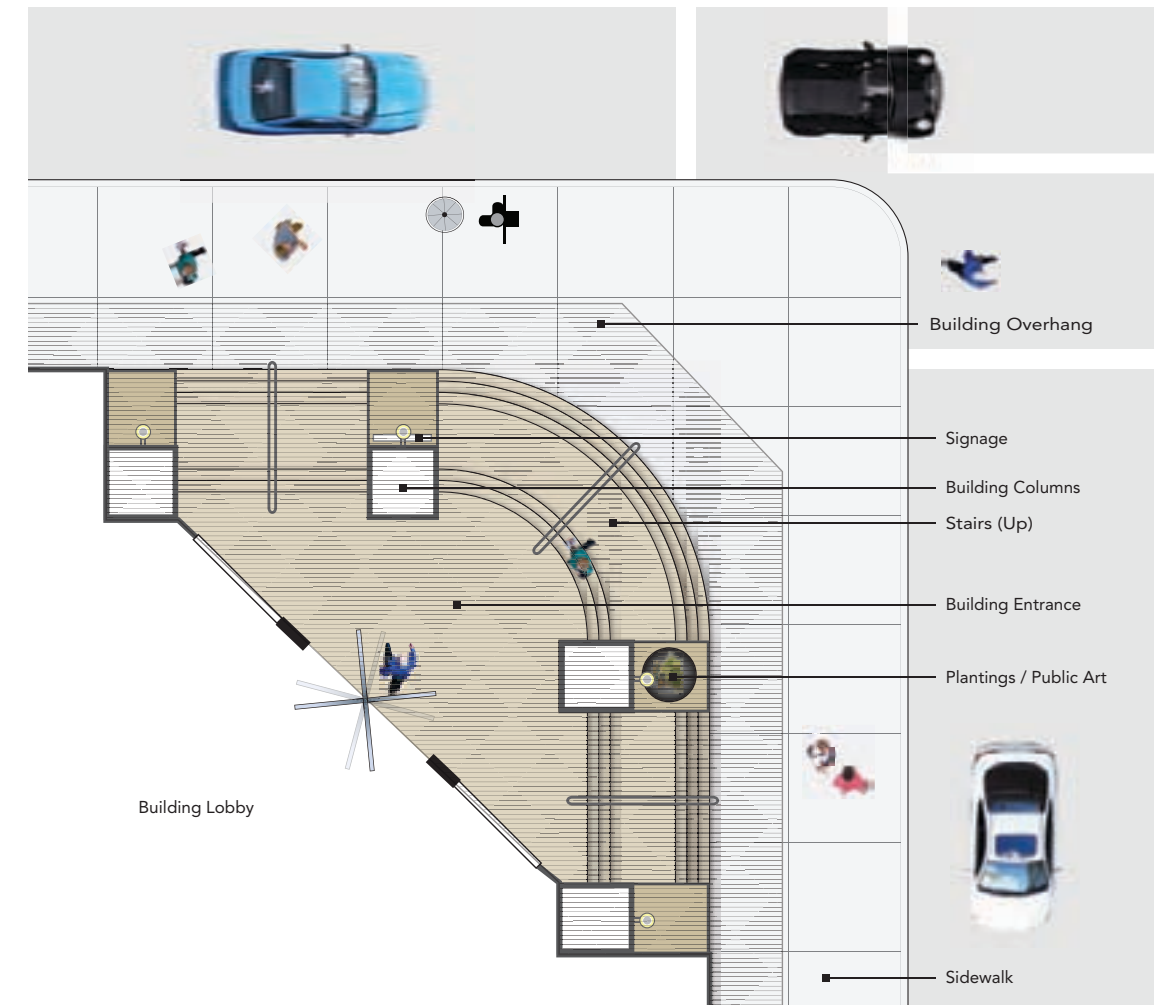 Building Overhang
Signage
Building Columns
Stairs (Up)
Building Entrance
Plantings / Public Art
Building Lobby
Sidewalk